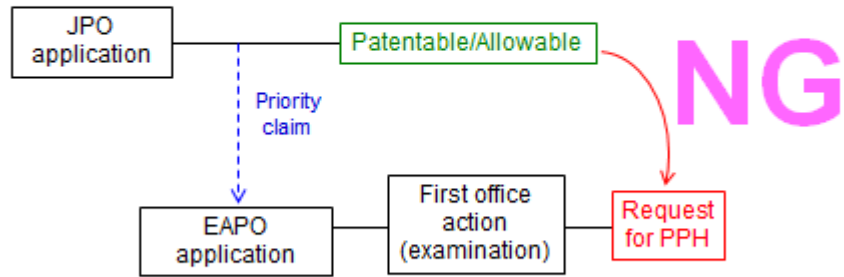 JPO
application
Patentable/Allowable
NG
Priority
claim
EAPO
application
First office
action
(examination)
Request
for PPH